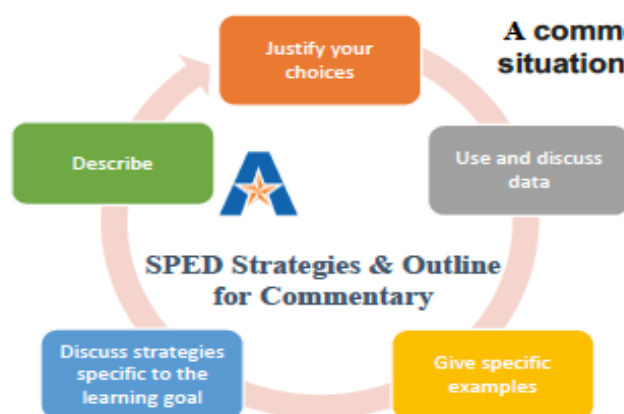 Justify your
choices
A
situation
Describe
Use and discuss
data
SPED Strategies & Outline
for Commentary
Discuss strategies
specific to the
learning goal
Give specific
examples